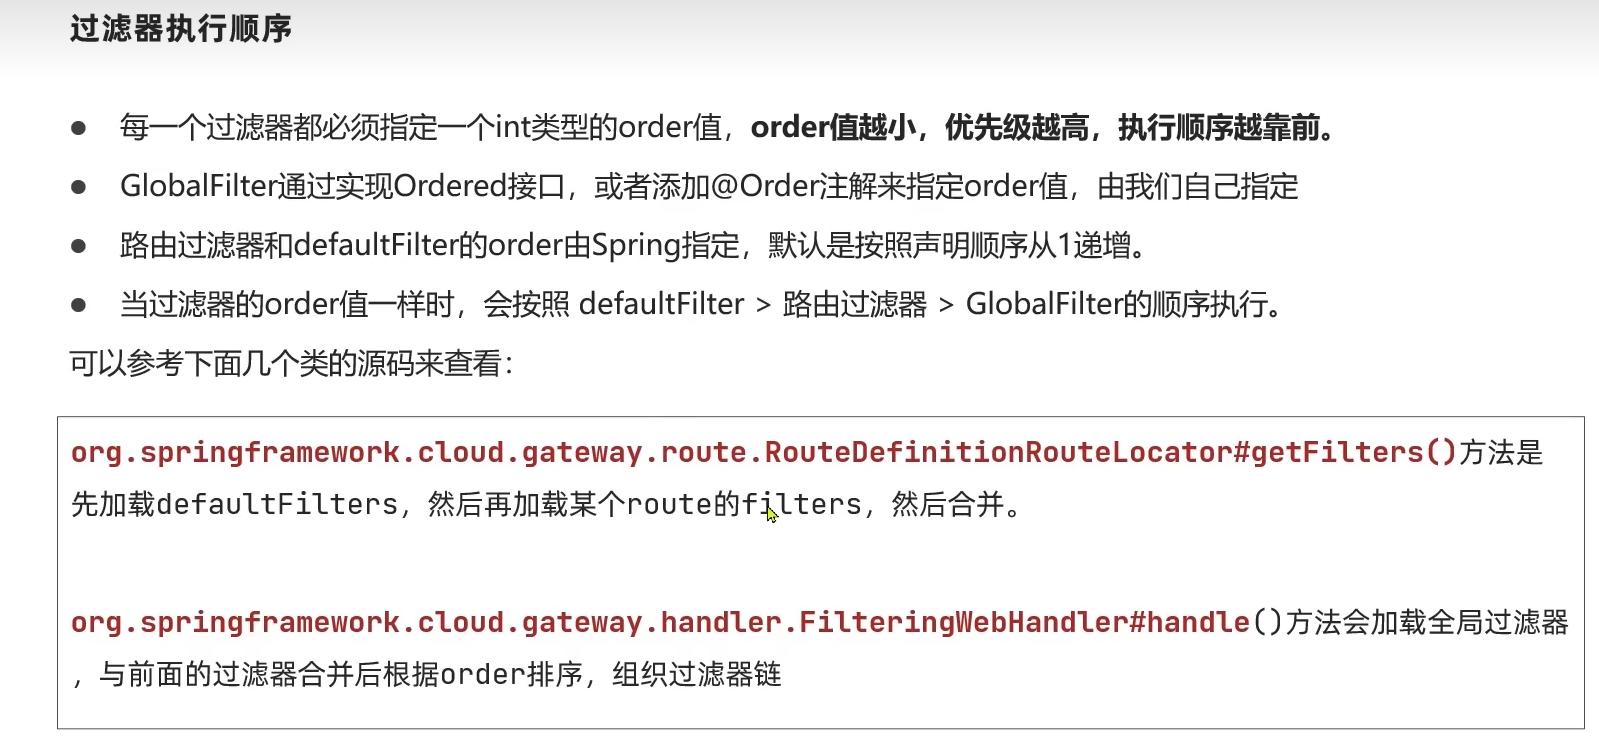 过滤器执行顺序
● 每一个过滤器都必须指定一个int类型的order值，order值越小，优先级越高，执行顺序越靠前。
● GlobalFilter通过实现Ordered接口，或者添加@Order注解来指定order值，由我们自己指定
● 路由过滤器和defaultFilter的order由Spring指定，默认是按照声明顺序从1递增。
● 当过滤器的order值一样时，会按照 defaultFilter > 路由过滤器 > GlobalFilter的顺序执行。
可以参考下面几个类的源码来查看：
org.springframework.cloud.gateway.route.RouteDefinitionRouteLocator#getFilters()方法是
先加载defaultFilters，然后再加载某个route的filters，然后合并。
org.springframework.cloud.gateway.handler.FilteringWebHandler#handle()方法会加载全局过滤器
，与前面的过滤器合并后根据order排序，组织过滤器链